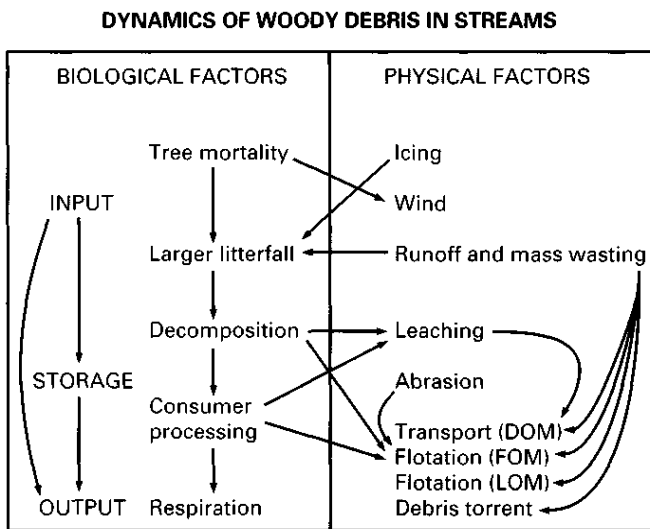 DYNAMICS OF WOODY DEBRIS IN STREAMS
BIOLOGICAL FACTORS
PHYSICAL FACTORS
Tree mortality
Icing
INPUT
Wind
Larger litterfall
Runoff and mass wasting
Decomposition
Leaching
STORAGE
Abrasion
Consumer
processing
Transport (DOM)
Flotation (FOM)
Flotation (LOM)
OUTPUT
Respiration
Debris torrent